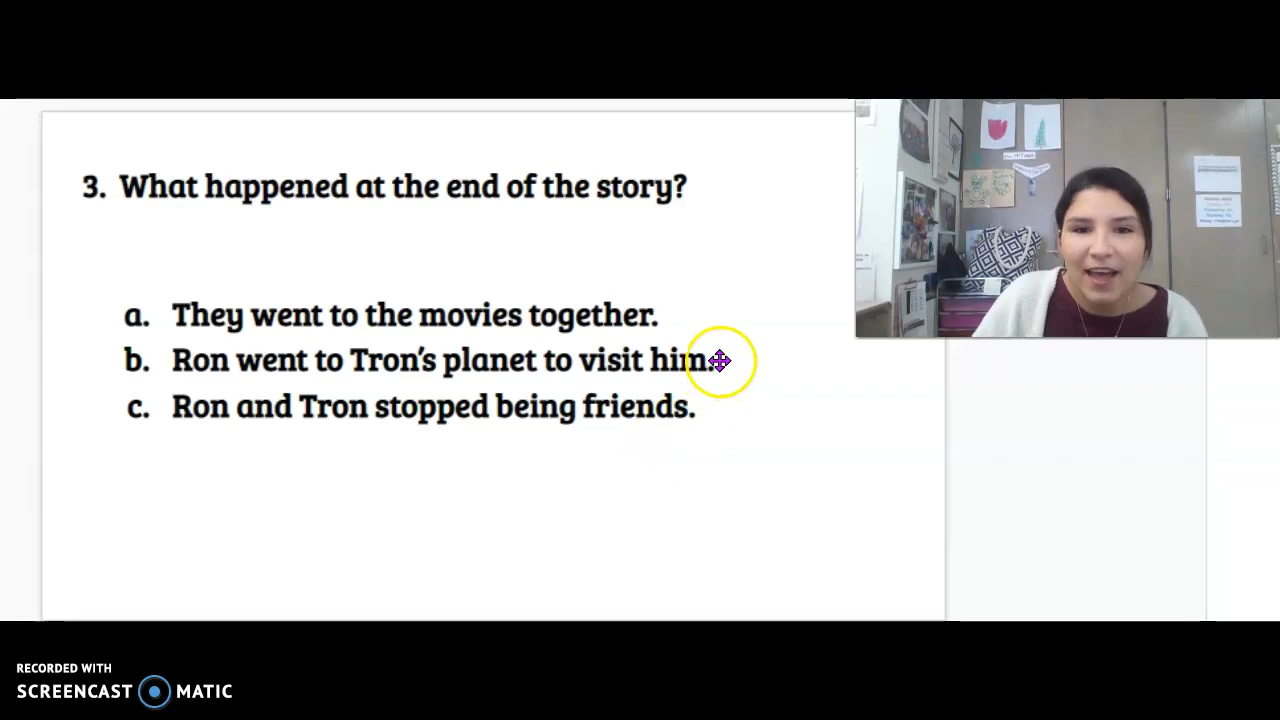 3. What happened at the end of the story?
a. They went to the movies together.
b. Ron went to Tron's planet to visit him.
c. Ron and Tron stopped being friends.
RECORDED WITH
SCREENCAST MATIC